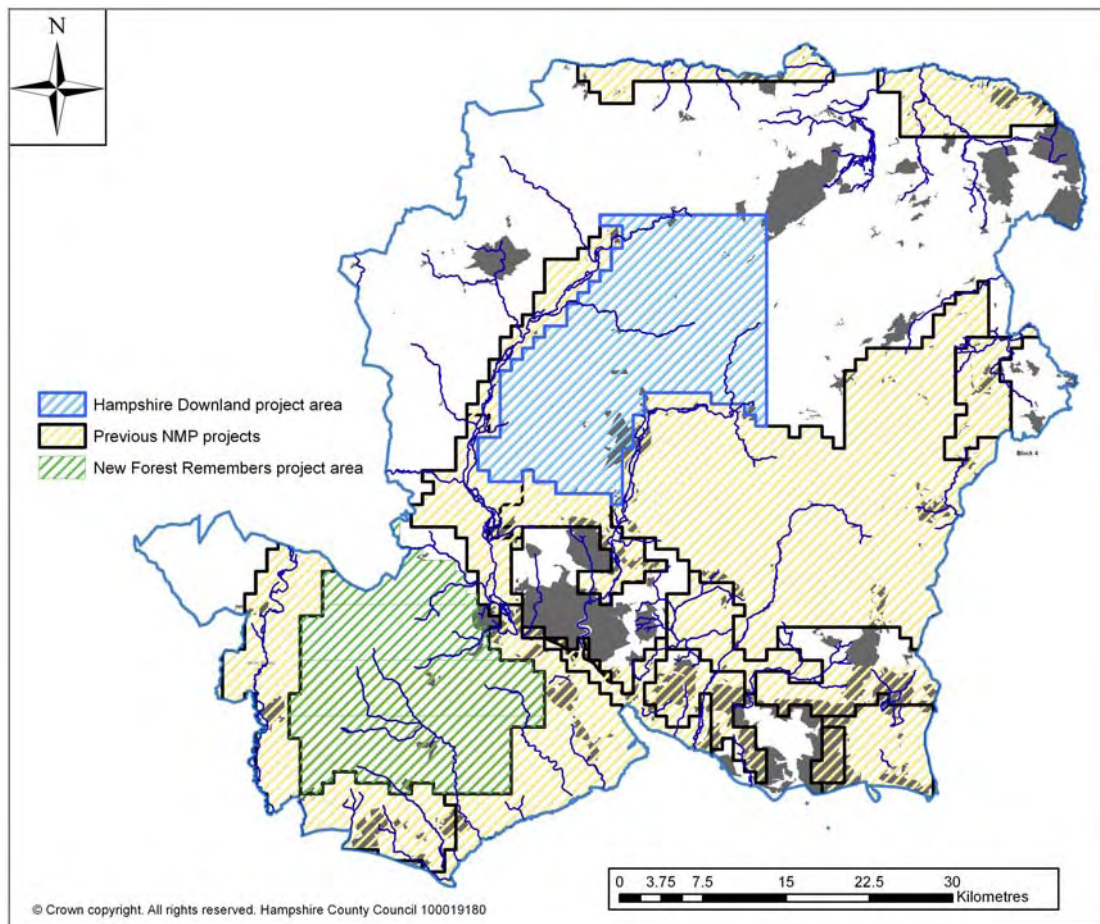 N
Hampshire Downland project area
Previous NMP projects
New Forest Remembers project area
Block 4
0 3.75 7.5 15 22.5 30
Kilometres
© Crown copyright. All rights reserved. Hampshire County Council 100019180